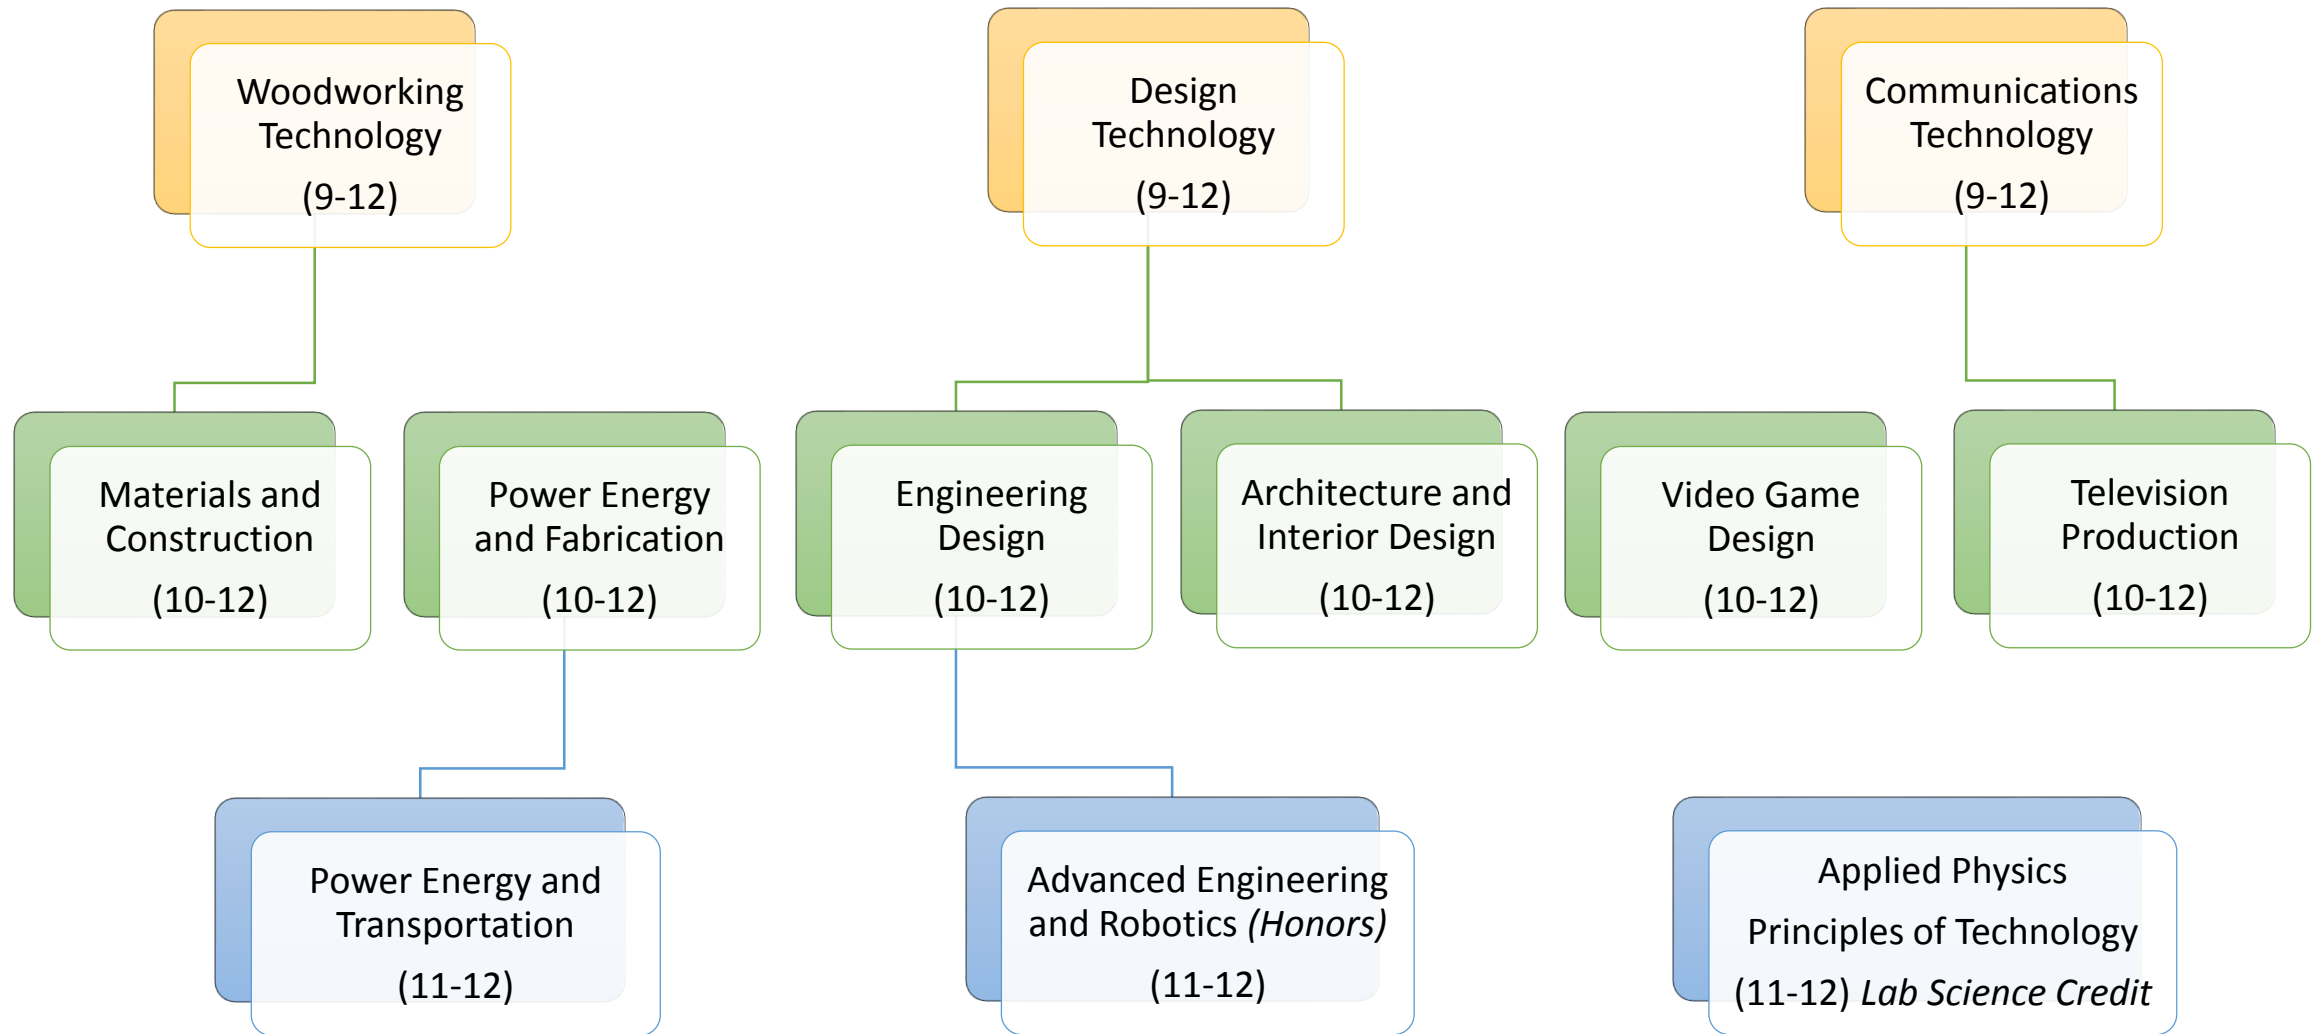 Woodworking
Technology
(9-12)
Design
Technology
(9-12)
Communications
Technology
(9-12)
Materials and
Construction
(10-12)
Power Energy
and Fabrication
(10-12)
Engineering
Design
(10-12)
Architecture and
Interior Design
(10-12)
Video Game
Design
(10-12)
Television
Production
(10-12)
Power Energy and
Transportation
(11-12)
Advanced Engineering
and Robotics (Honors)
(11-12)
Applied Physics
Principles of Technology
(11-12) Lab Science Credit